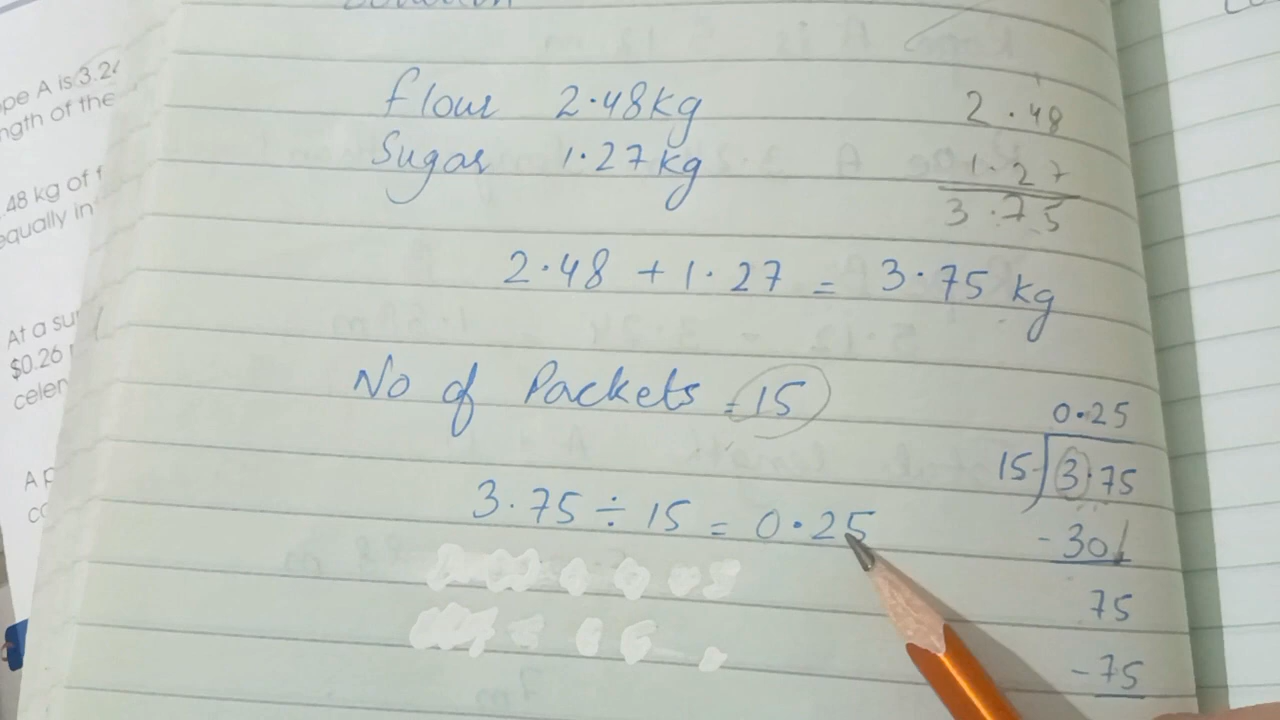 ope A is 3.2
ngth of the
.48 kg of f
equally in
At a su
$0.26
celer
A p
co
Flour 2.48kg
Sugar 1.27kg
2.48
1.27
3.75
2.48 + 1.27 = 3.75 kg
No of Packets = 15
3.75 ÷ 15 = 0.25
0.25
15 3.75
- 30
75
- 75